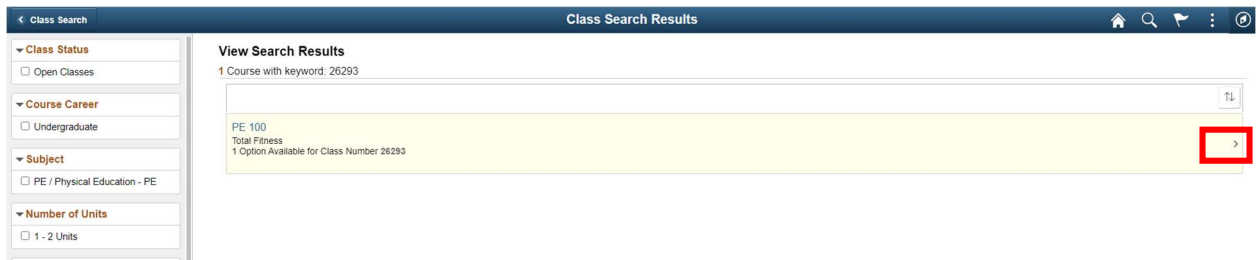 Class Search
Class Search Results
Class Status
Open Classes
Course Career
Undergraduate
Subject
PE / Physical Education - PE
Number of Units
1 - 2 Units
View Search Results
1 Course with keyword: 26293
PE 100
Total Fitness
1 Option Available for Class Number 26293